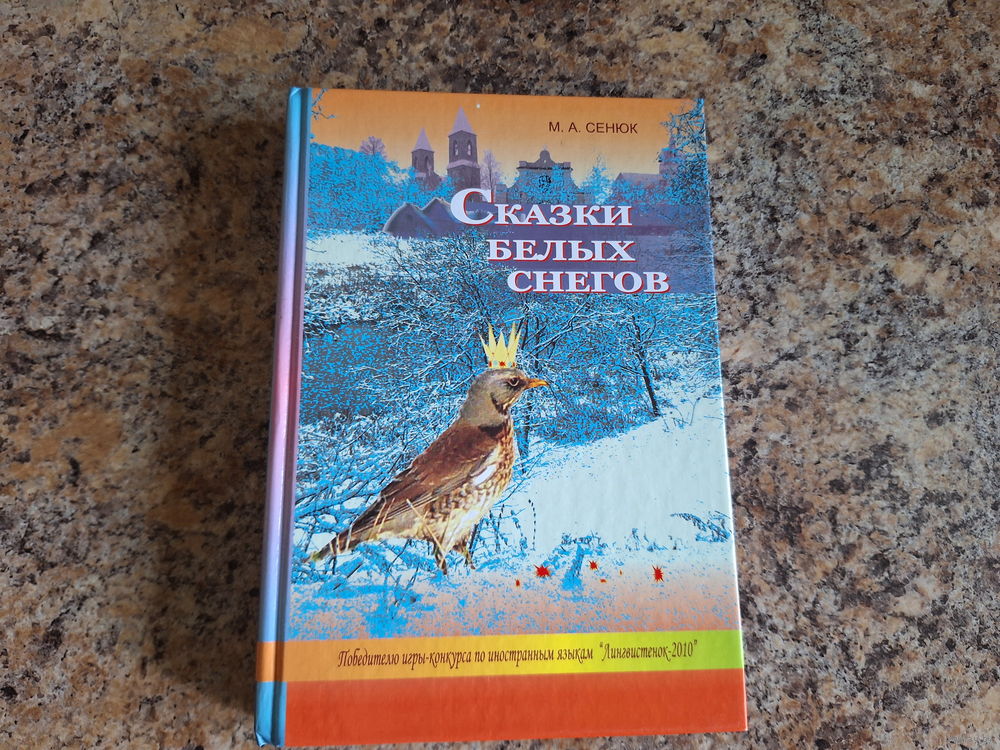 М. А. СЕНЮК
СКАЗКИ
БЕЛЫХ
СНЕГОВ
Победителю игры-конкурса по иностранным языкам "Лингвистенок-2010"